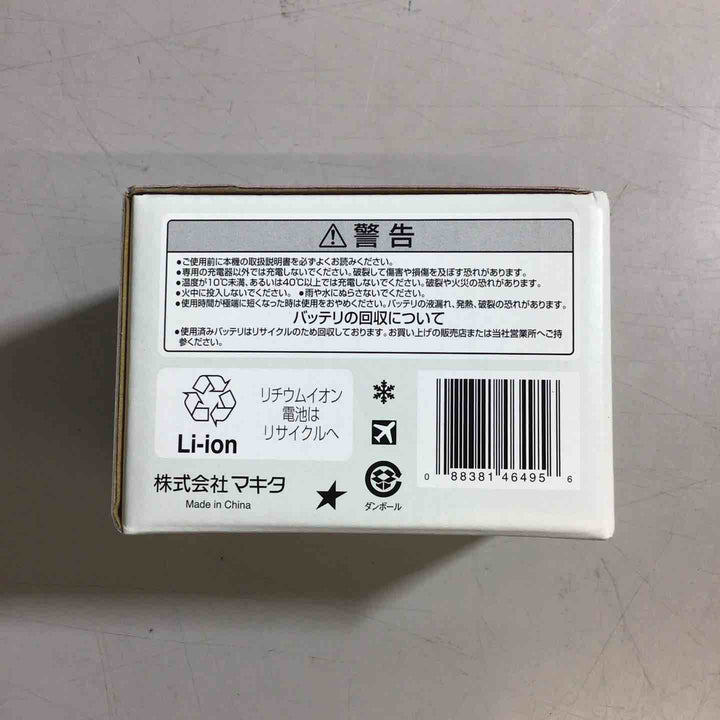 警告
●ご使用前に本機の取扱説明書を必ずよくお読みください。
●専用の充電器以外では充電しないでください。破裂して傷害や損傷を及ぼす恐れがあります。
●温度が10℃未満、あるいは40℃以上では充電しないでください。破裂や火災の恐れがあります。
●火中に投入しないでください。 ●雨や水にぬらさないでください。
●使用時間が極端に短くなった時は使用をおやめください。バッテリの液漏れ、発熱、破裂の恐れがあります。
バッテリの回収について
●使用済みバッテリはリサイクルのため回収しております。お買い上げの販売店または当社営業所へご持
参ください。
リチウムイオン
電池は
リサイクルへ
Li-ion
株式会社マキタ
Made in China
ダンボール
0 88381 46495 6